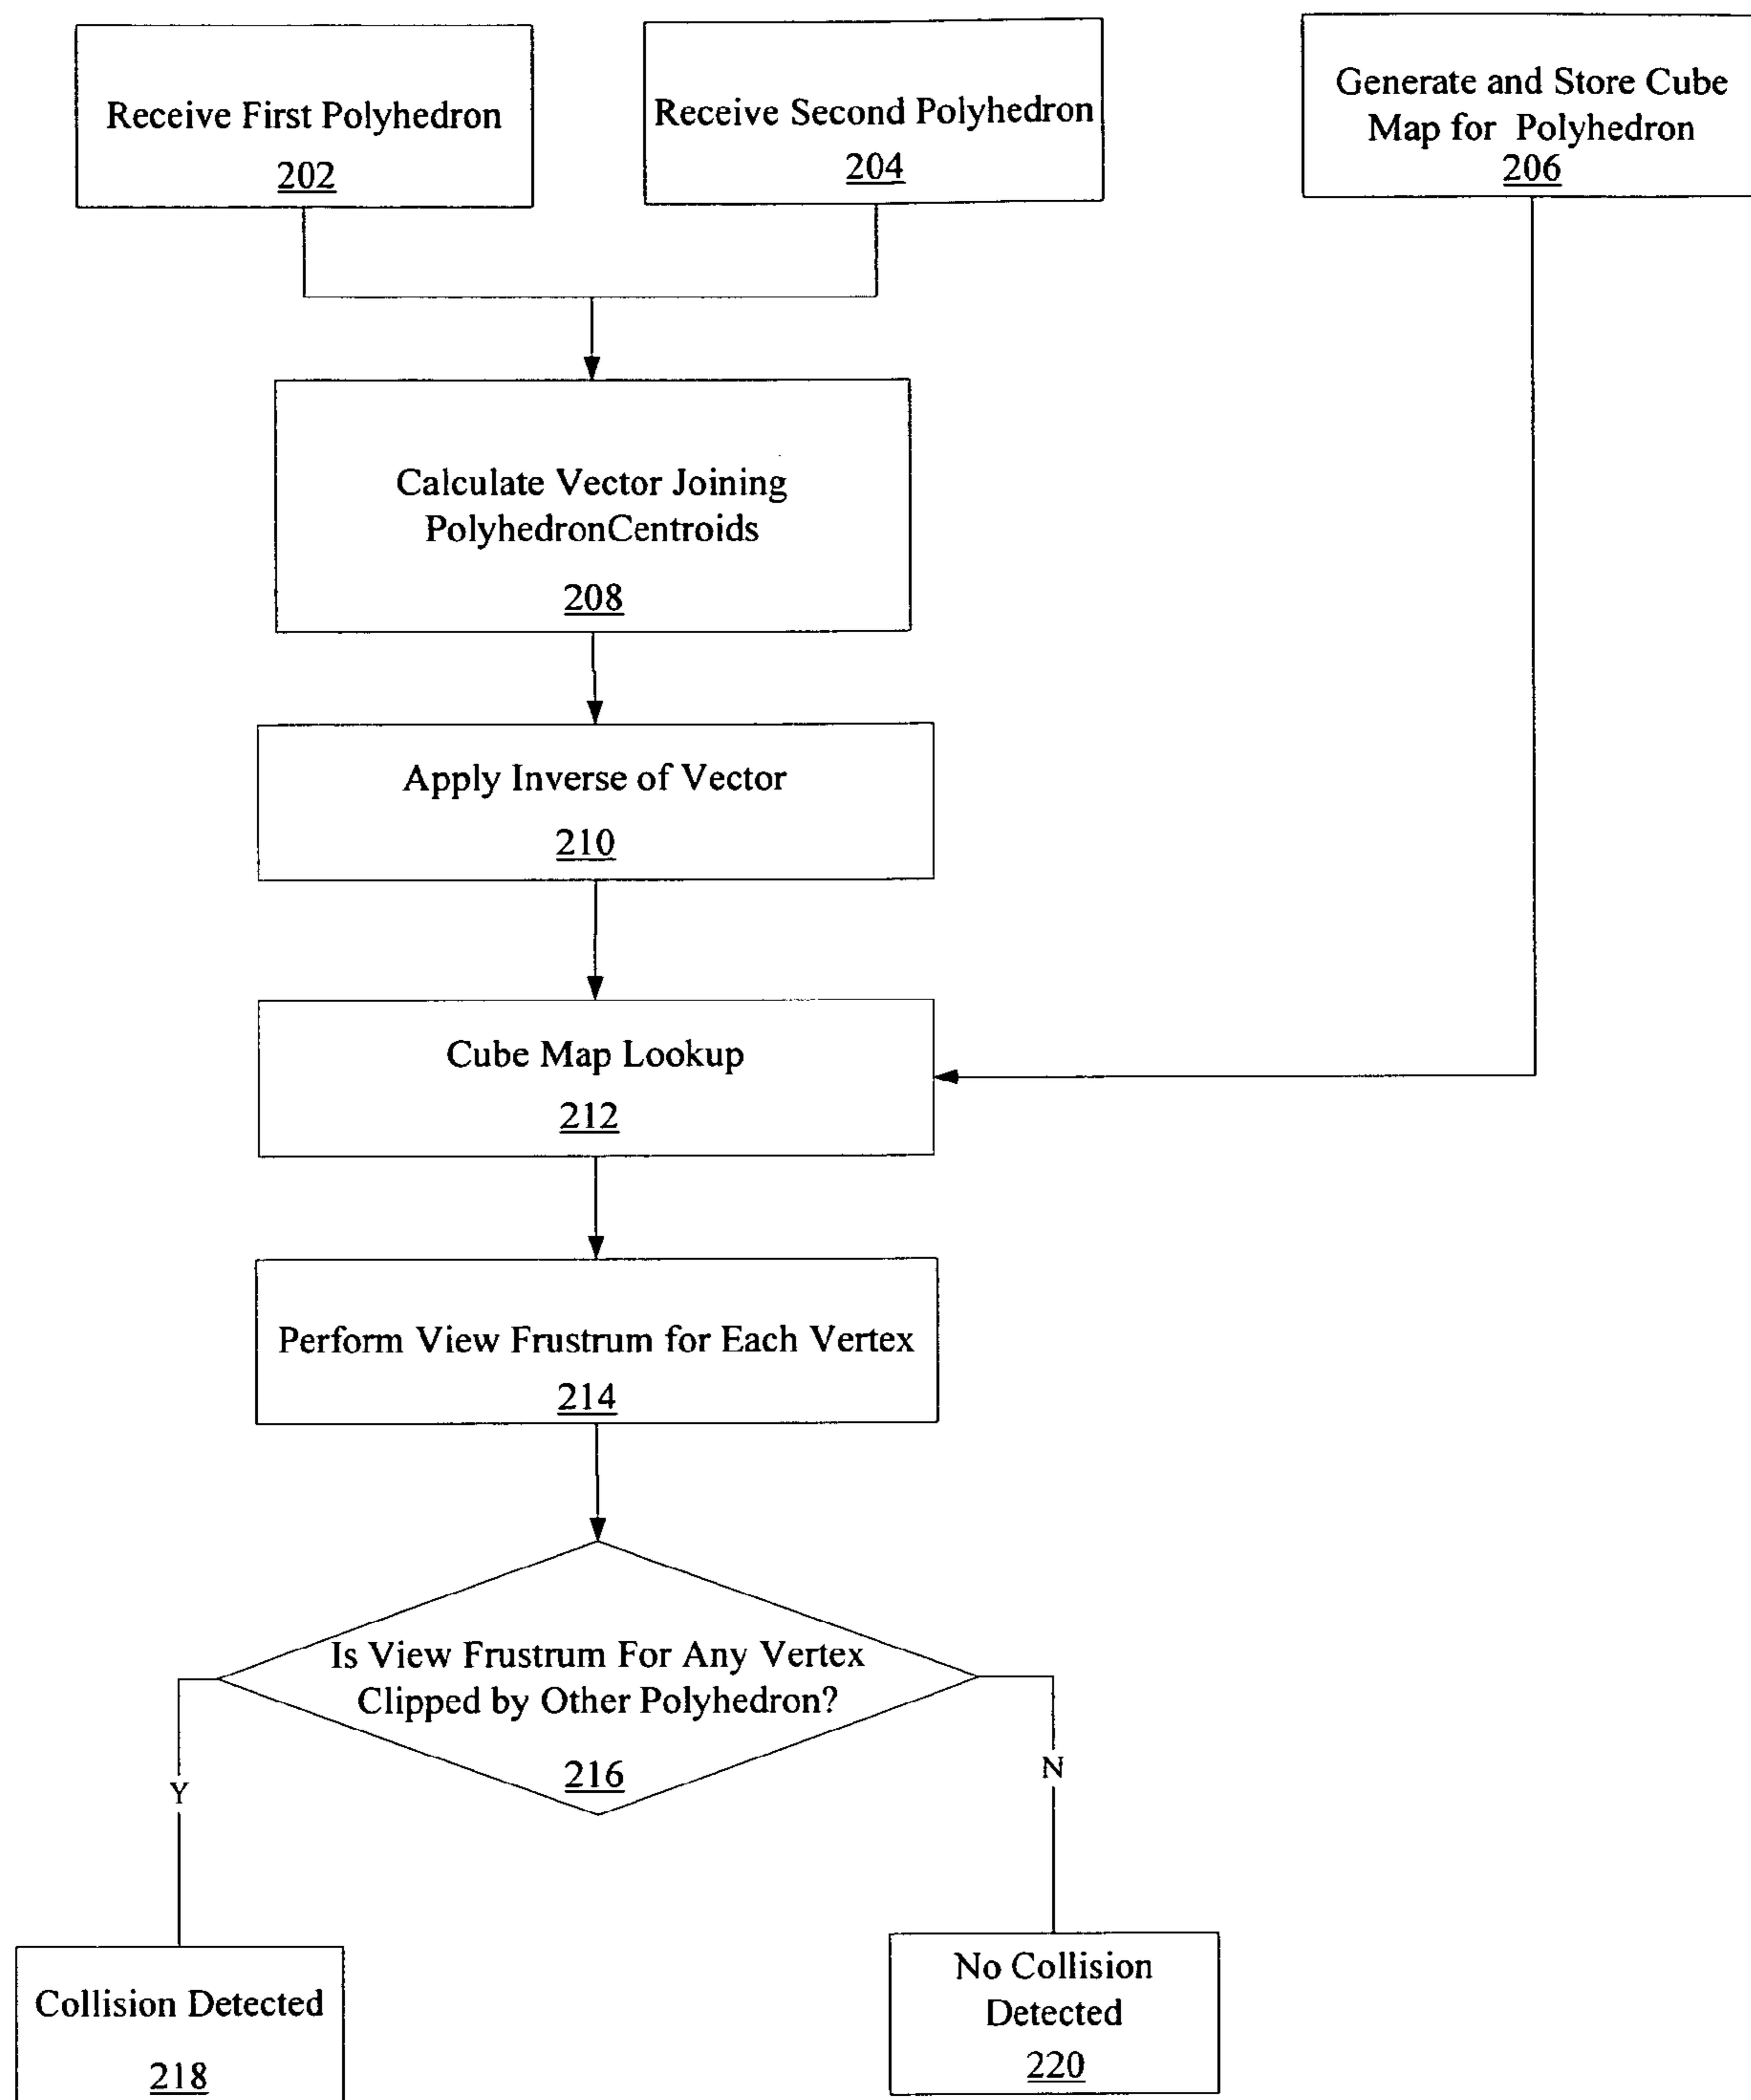 Receive First Polyhedron
202
Receive Second Polyhedron
204
Generate and Store Cube
Map for Polyhedron
206
Calculate Vector Joining
PolyhedronCentroids
208
Apply Inverse of Vector
210
Cube Map Lookup
212
Perform View Frustrum for Each Vertex
214
Is View Frustrum For Any Vertex
Clipped by Other Polyhedron?
216
Y
N
Collision Detected
218
No Collision
Detected
220